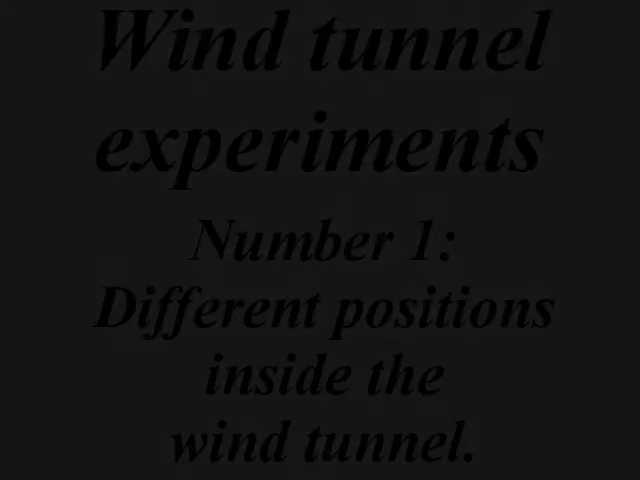 Wind tunnel
experiments
Number 1:
Different positions
inside the
wind tunnel.